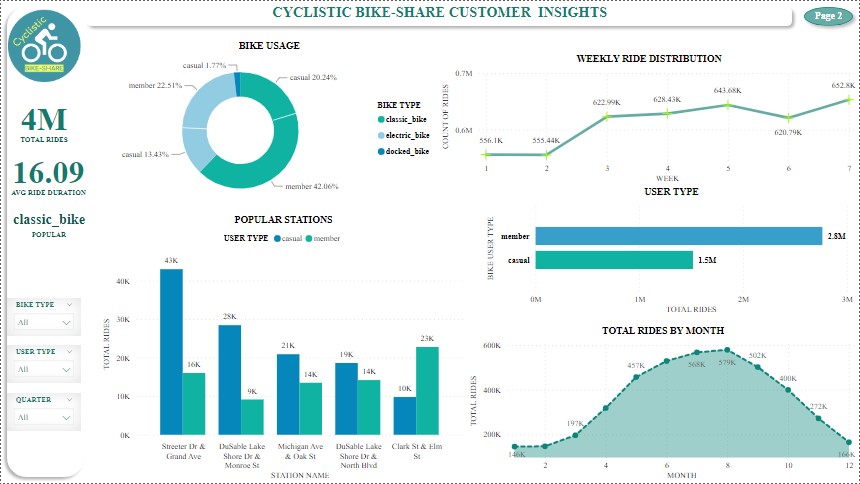 CYCLISTIC BIKE-SHARE CUSTOMER INSIGHTS
Page 2
Cyclistic
BIKE-SHARE
4M
TOTAL RIDES
16.09
AVG RIDE DURATION
classic_bike
POPULAR
BIKE TYPE
All
USER TYPE
All
QUARTER
All
BIKE USAGE
casual 1.77%
casual 20.24%
member 22.51%
casual 13.43%
member 42.06%
BIKE TYPE
classic_bike
electric_bike
docked_bike
WEEKLY RIDE DISTRIBUTION
COUNT OF RIDES
0.7M
0.6M
556.1K
555.44K
622.99K
628.43K
643.68K
620.79K
652.8K
1 2 3 4 5 6 7
WEEK
USER TYPE
BIKE USER TYPE
member
2.8M
casual
1.5M
0M 1M 2M 3M
TOTAL RIDES
POPULAR STATIONS
USER TYPE casual member
TOTAL RIDES
40K
30K
20K
10K
0K
43K
16K
28K
9K
21K
14K
19K
14K
10K
23K
Streeter Dr &
Grand Ave
DuSable Lake
Shore Dr &
Monroe St
Michigan Ave
& Oak St
DuSable Lake
Shore Dr &
North Blvd
Clark St & Elm
St
STATION NAME
TOTAL RIDES BY MONTH
TOTAL RIDES
600K
400K
200K
146K
197K
457K
568K
579K
502K
400K
272K
166K
2 4 6 8 10 12
MONTH